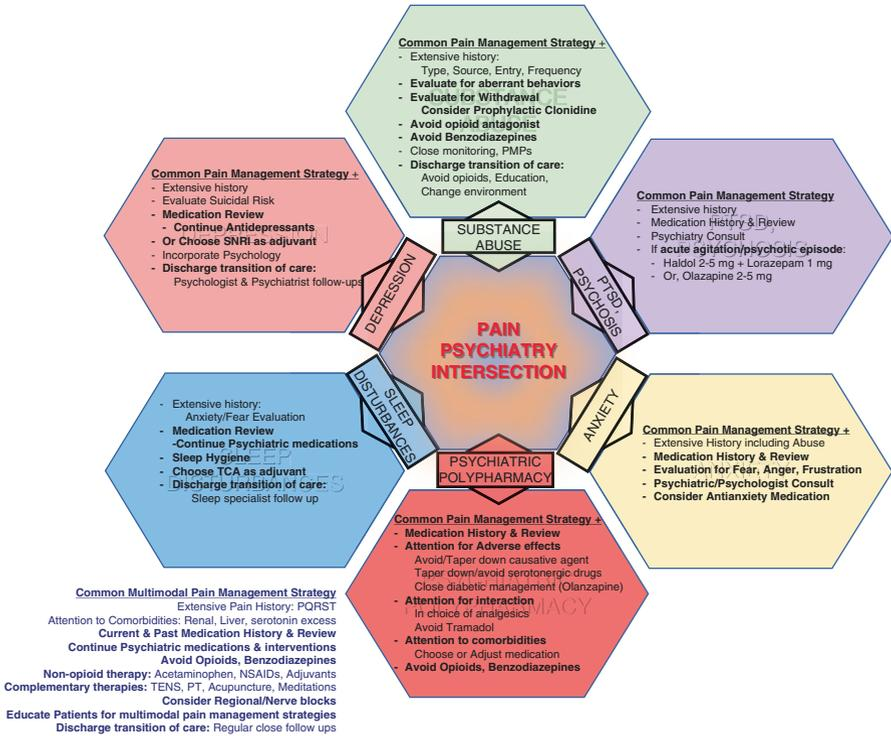 Common Pain Management Strategy +
- Extensive history:
Type, Source, Entry, Frequency
- Evaluate for aberrant behaviors
- Evaluate for Withdrawal
Consider Prophylactic Clonidine
- Avoid opioid antagonist
- Avoid Benzodiazepines
- Close monitoring, PMPs
- Discharge transition of care:
Avoid opioids, Education,
Change environment
SUBSTANCE
ABUSE
SUBSTANCE
ABUSE
Common Pain Management Strategy +
- Extensive history
- Evaluate Suicidal Risk
- Medication Review
- Continue Antidepressants
- Or Choose SNRI as adjuvant
- Incorporate Psychology
- Discharge transition of care:
Psychologist & Psychiatrist follow-ups
DEPRESSION
DEPRESSION
Common Pain Management Strategy
- Extensive history
- Medication History & Review
- Psychiatry Consult
- If acute agitation/psychotic episode:
- Haldol 2-5 mg + Lorazepam 1 mg
- Or, Olazapine 2-5 mg
PTSD,
PSYCHOSIS
PTSD,
PSYCHOSIS
PAIN
PSYCHIATRY
INTERSECTION
- Extensive history:
Anxiety/Fear Evaluation
- Medication Review
-Continue Psychiatric medications
- Sleep Hygiene
- Choose TCA as adjuvant
- Discharge transition of care:
Sleep specialist follow up
SLEEP
DISTURBANCES
SLEEP
DISTURBANCES
Common Pain Management Strategy +
- Extensive History including Abuse
- Medication History & Review
- Evaluation for Fear, Anger, Frustration
- Psychiatric/Psychologist Consult
- Consider Antianxiety Medication
ANXIETY
PSYCHIATRIC
POLYPHARMACY
Common Pain Management Strategy +
- Medication History & Review
- Attention for Adverse effects
Avoid/Taper down causative agent
Taper down/avoid serotonergic drugs
Close diabetic management (Olanzapine)
- Attention for interaction
In choice of analgesics
Avoid Tramadol
- Attention to comorbidities
Choose or Adjust medication
- Avoid Opioids, Benzodiazepines
PSYCHIATRIC
POLYPHARMACY
Common Multimodal Pain Management Strategy
Extensive Pain History: PQRST
Attention to Comorbidities: Renal, Liver, serotonin excess
Current & Past Medication History & Review
Continue Psychiatric medications & interventions
Avoid Opioids, Benzodiazepines
Non-opioid therapy: Acetaminophen, NSAIDs, Adjuvants
Complementary therapies: TENS, PT, Acupuncture, Meditations
Consider Regional/Nerve blocks
Educate Patients for multimodal pain management strategies
Discharge transition of care: Regular close follow ups